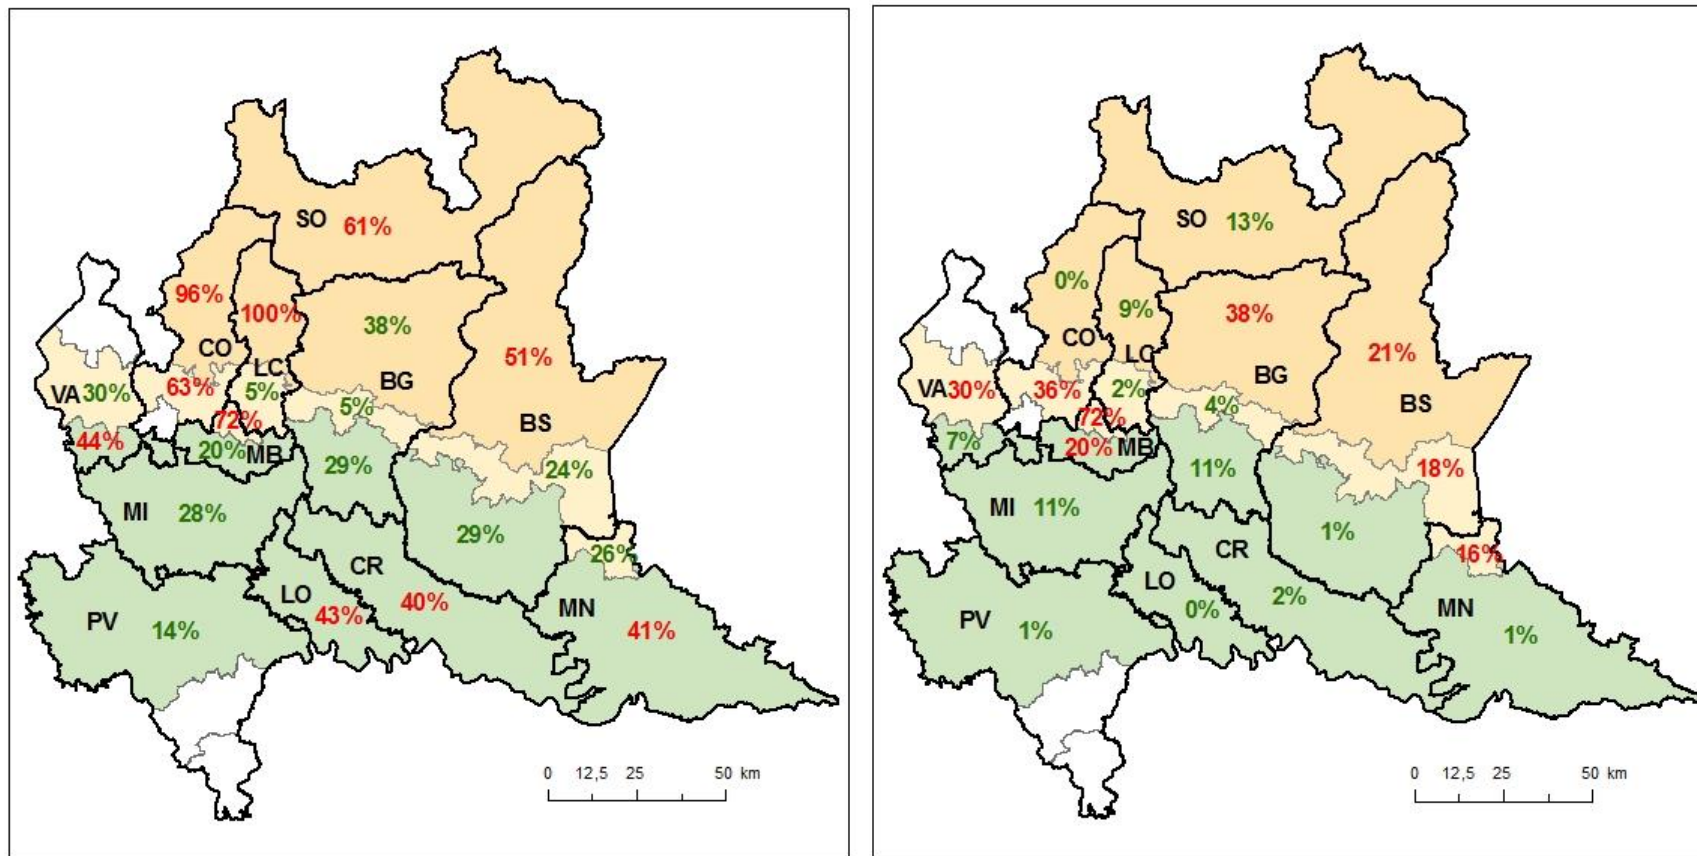 SO 61%
96%
100%
38%
51%
CO
LC
BG
VA 30%
63%
5%
5%
72%
BS
44%
20% MB
29%
24%
MI 28%
29%
26%
CR
LO
40%
43%
MN
PV 14%
41%
0 12,5 25 50 km
SO 13%
0%
9%
38%
21%
CO
LC
BG
VA 30%
36%
2%
4%
72%
BS
7%
20% MB
11%
18%
MI 11%
1%
16%
CR
LO
2%
0%
MN
PV 1%
1%
0 12,5 25 50 km